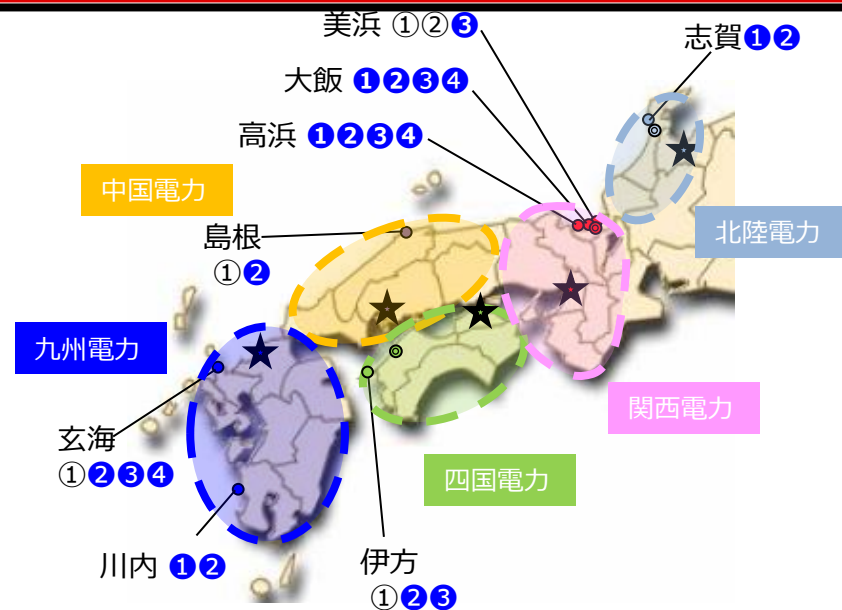 美浜 ①②❸
志賀❶❷
大飯 ❶❷❸❹
高浜 ❶❷❸❹
中国電力
島根
①❷
北陸電力
九州電力
関西電力
玄海
①❷❸❹
四国電力
川内 ❶❷
伊方
①❷❸